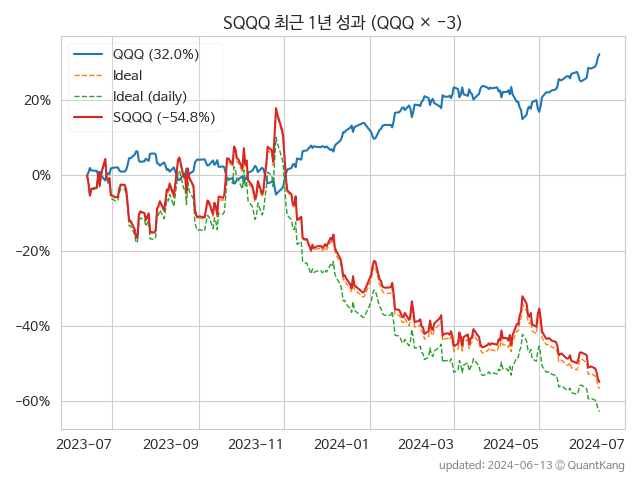 SQQQ 최근 1년 성과 (QQQ × −3)
QQQ (32.0%)
Ideal
Ideal (daily)
SQQQ (−54.8%)
20%
0%
−20%
−40%
−60%
2023-07 2023-09 2023-11 2024-01 2024-03 2024-05 2024-07
updated: 2024-06-13 © QuantKang